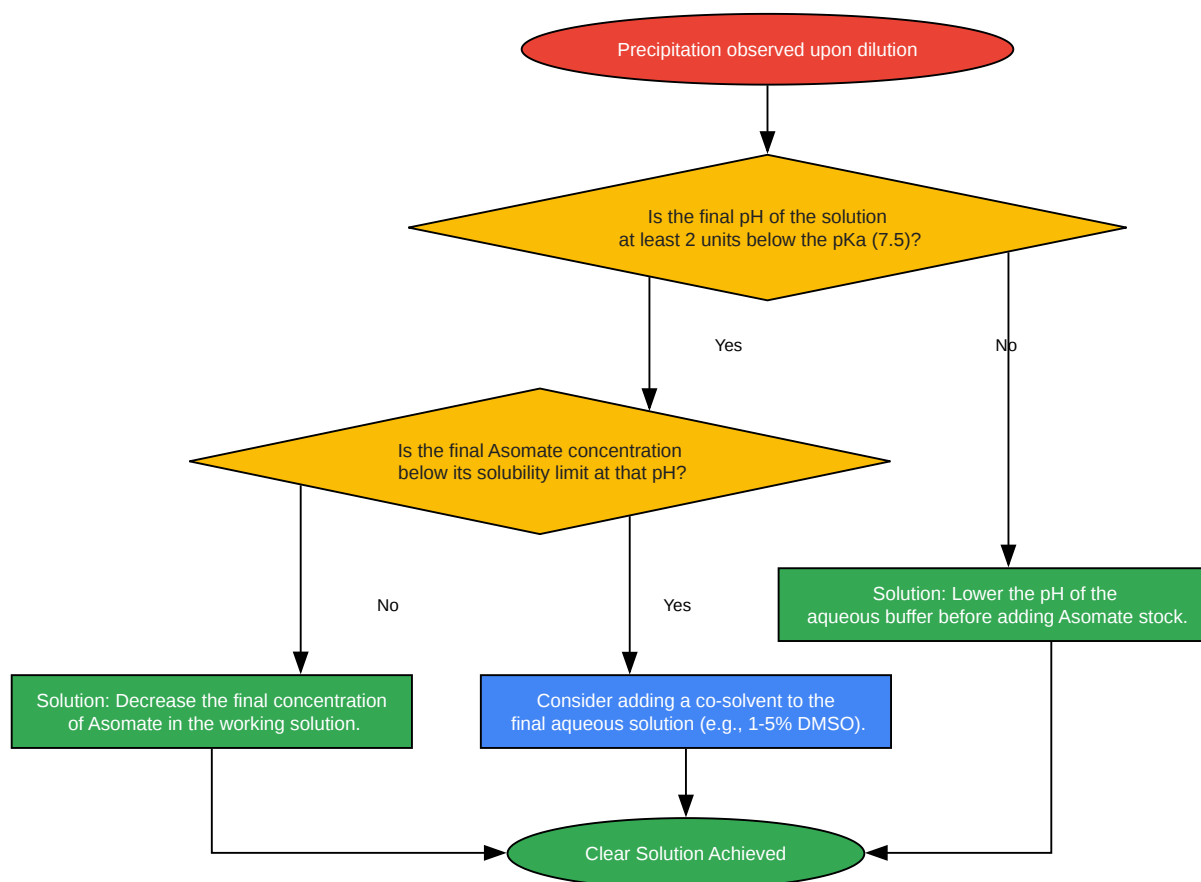 Precipitation observed upon dilution
Is the final pH of the solution
at least 2 units below the pKa (7.5)?
Yes
No
Is the final Asomate concentration
below its solubility limit at that pH?
No
Yes
Solution: Lower the pH of the
aqueous buffer before adding Asomate stock.
Solution: Decrease the final concentration
of Asomate in the working solution.
Consider adding a co-solvent to the
final aqueous solution (e.g., 1-5% DMSO).
Clear Solution Achieved